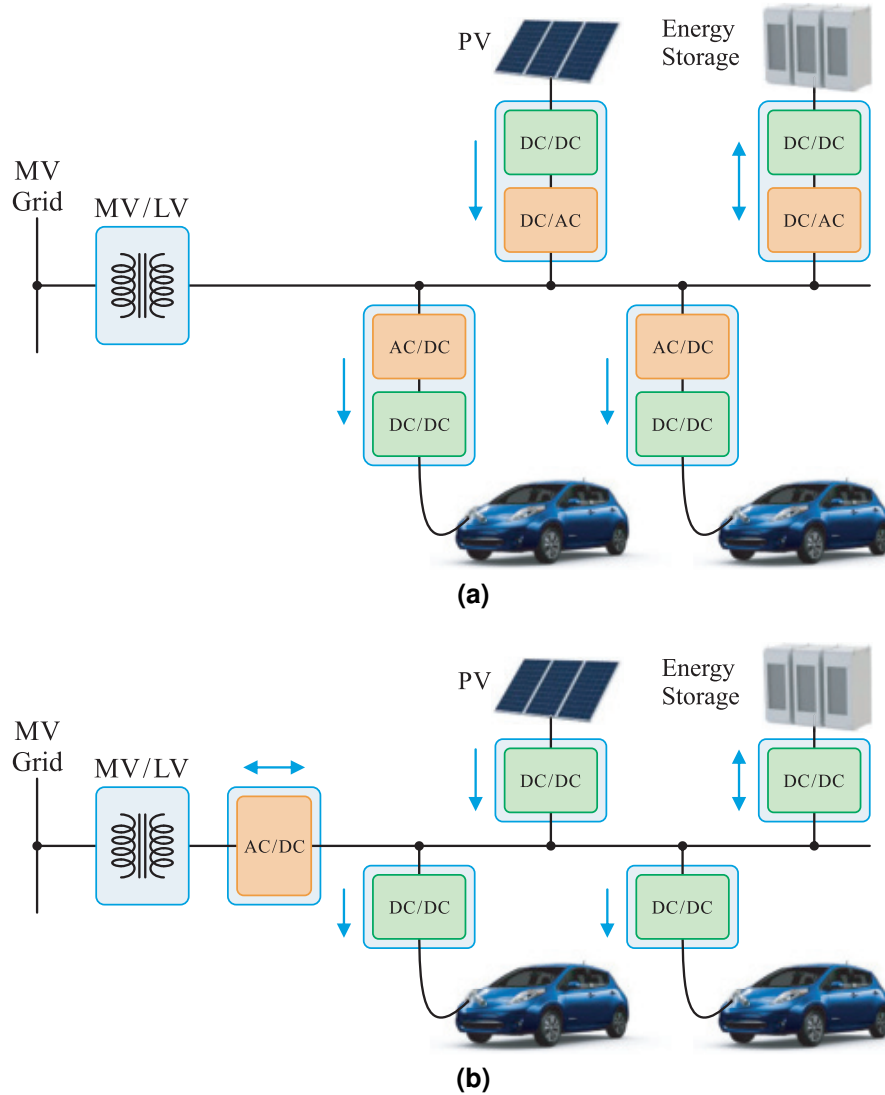 PV
Energy
Storage
DC/DC
DC/DC
MV
Grid
MV/LV
DC/AC
DC/AC
AC/DC
AC/DC
DC/DC
DC/DC
(a)
PV
Energy
Storage
MV
Grid
MV/LV
DC/DC
DC/DC
AC/DC
DC/DC
DC/DC
(b)